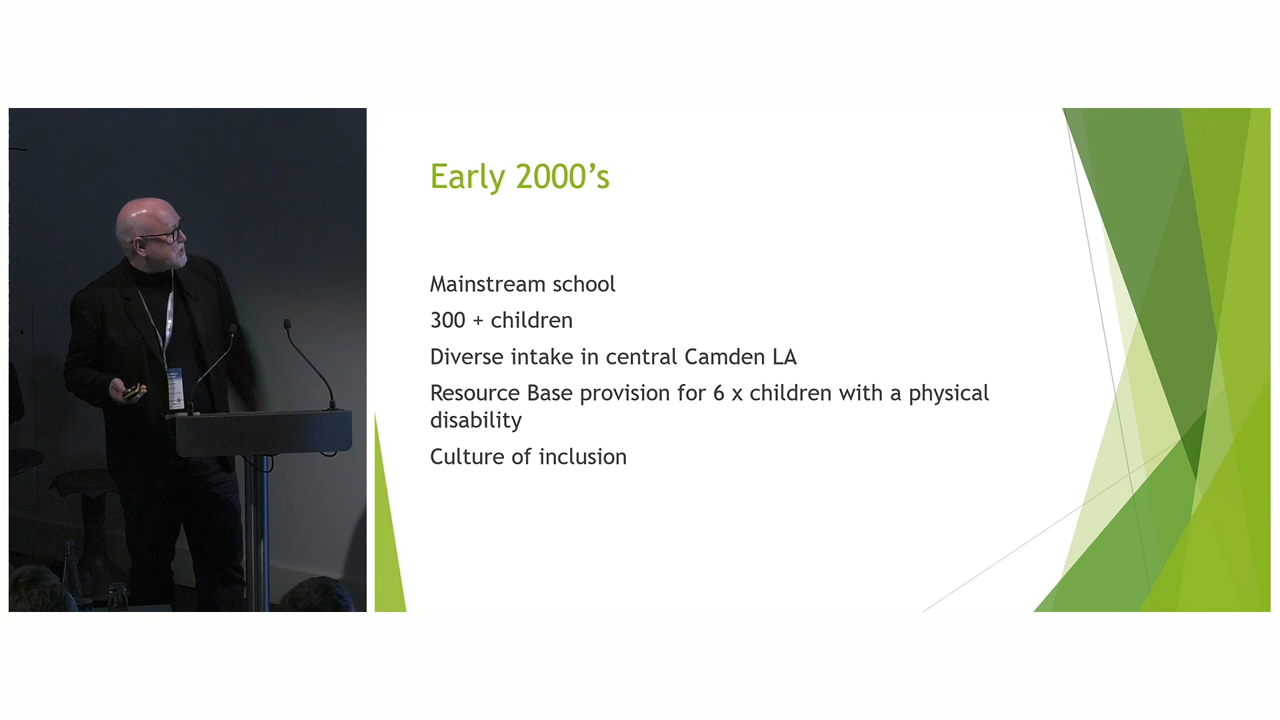 Early 2000’s
Mainstream school
300 + children
Diverse intake in central Camden LA
Resource Base provision for 6 x children with a physical
disability
Culture of inclusion